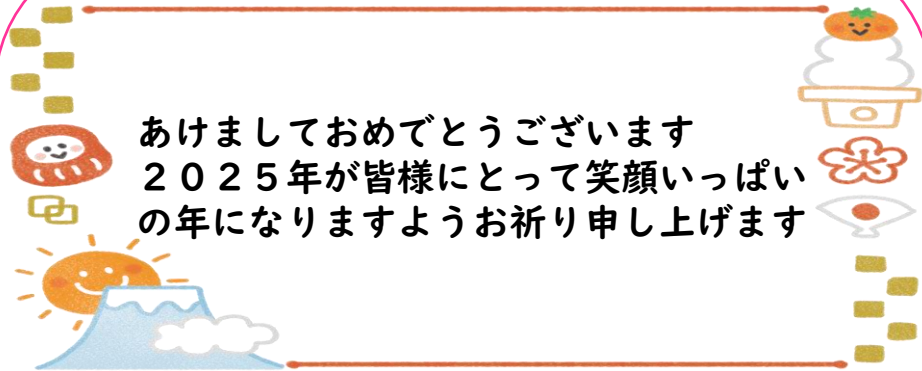 あけましておめでとうございます
２０２５年が皆様にとって笑顔いっぱい
の年になりますようお祈り申し上げます